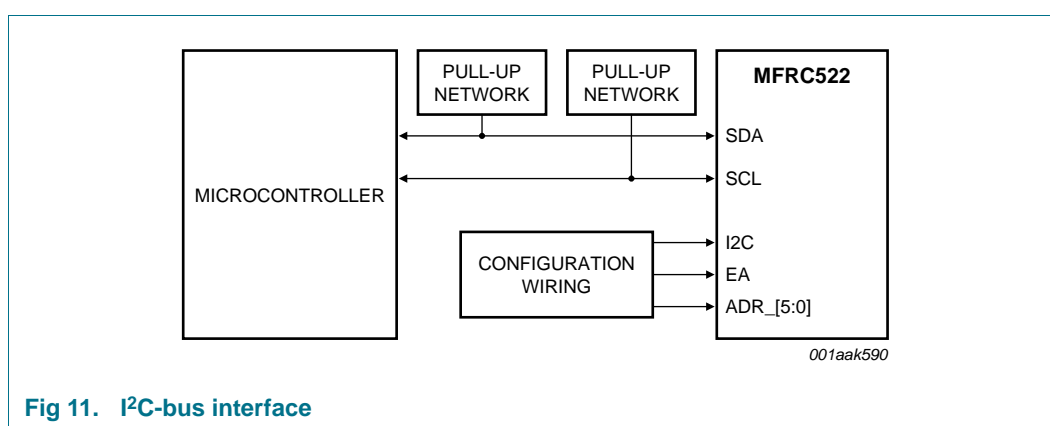 PULL-UP
NETWORK
PULL-UP
NETWORK
MFRC522
SDA
SCL
MICROCONTROLLER
I2C
CONFIGURATION
WIRING
EA
ADR_[5:0]
001aak590
Fig 11. I²C-bus interface